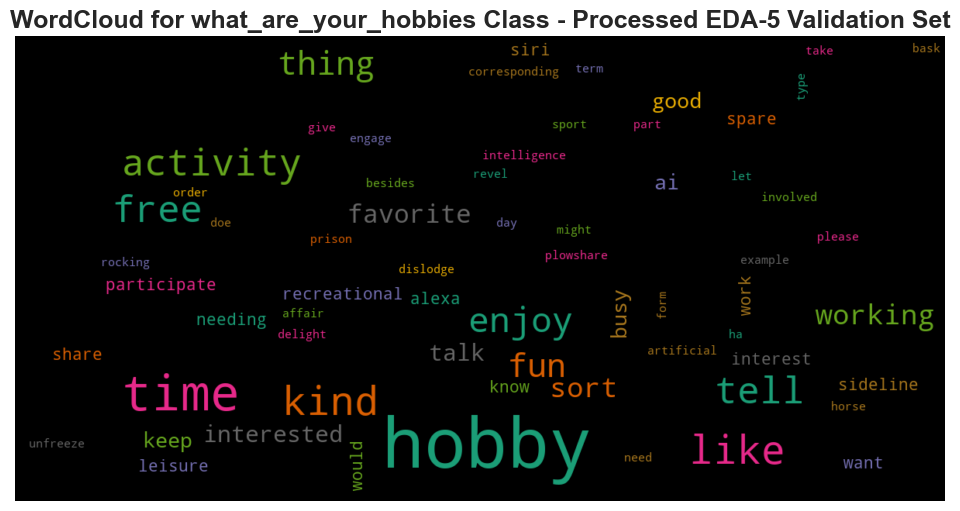 WordCloud for what_are_your_hobbies Class - Processed EDA-5 Validation Set
thing
siri
take
bask
corresponding
term
type
good
spare
give
engage
sport
part
activity
intelligence
revel
besides
ai
let
order
involved
free
doe
favorite
day
might
prison
please
plowshare
rocking
dislodge
example
participate
recreational
alexa
work
form
busy
needing
affair
enjoy
working
delight
ha
share
talk
artificial
interest
fun
time
kind
know
sort
tell
sideline
horse
hobby
like
keep
interested
unfreeze
leisure
would
need
want